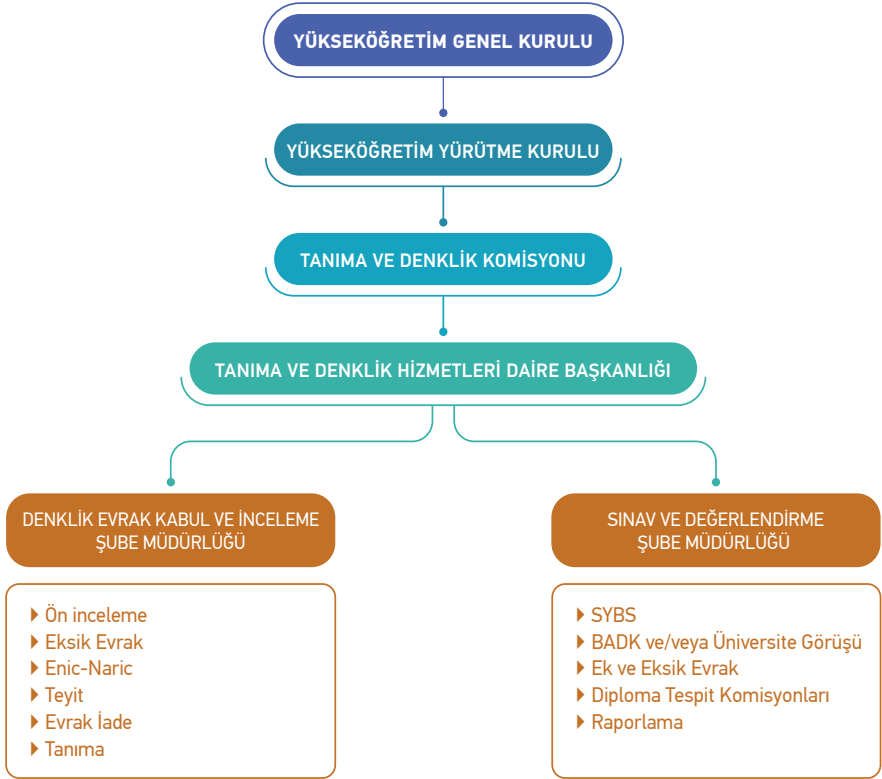 YÜKSEKÖĞRETİM GENEL KURULU
YÜKSEKÖĞRETİM YÜRÜTME KURULU
TANIMA VE DENKLİK KOMİSYONU
TANIMA VE DENKLİK HİZMETLERİ DAİRE BAŞKANLIĞI
DENKLİK EVRAK KABUL VE İNCELEME
ŞUBE MÜDÜRLÜĞÜ
Ön inceleme
Eksik Evrak
Enic-Naric
Teyit
Evrak İade
Tanıma
SINAV VE DEĞERLENDİRME
ŞUBE MÜDÜRLÜĞÜ
SYBS
BADK ve/veya Üniversite Görüşü
Ek ve Eksik Evrak
Diploma Tespit Komisyonları
Raporlama